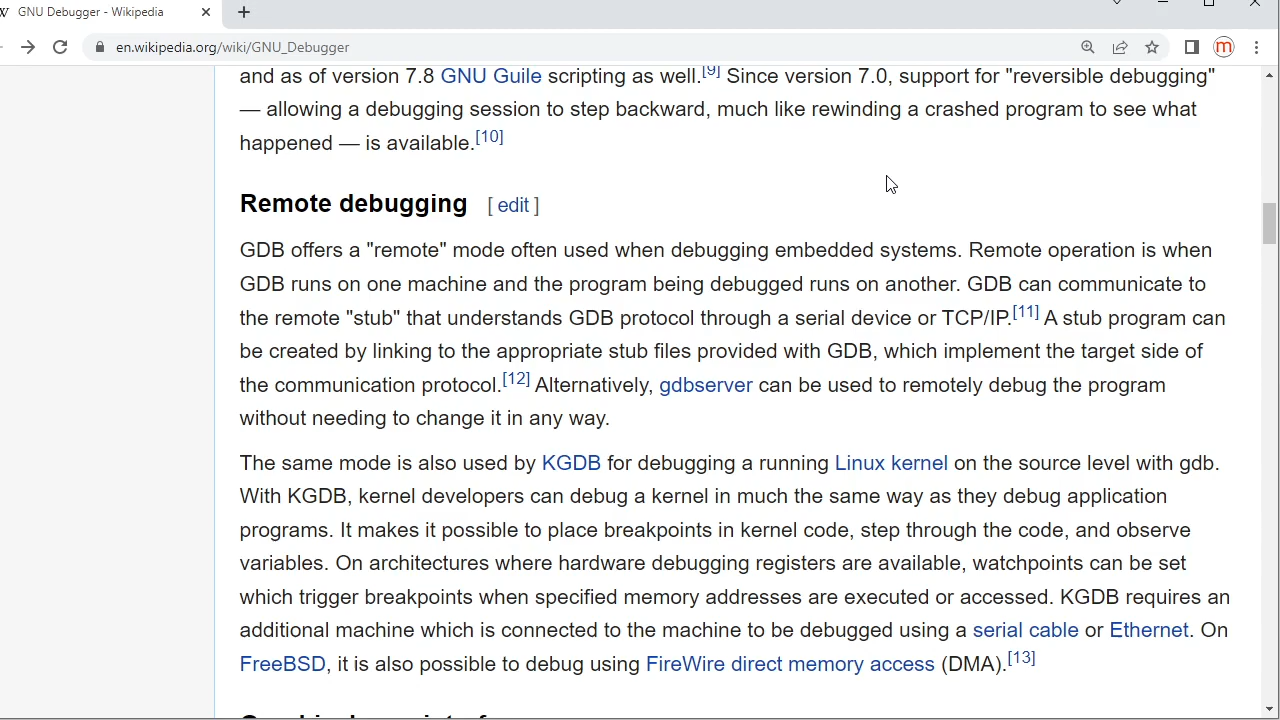 GNU Debugger - Wikipedia
en.wikipedia.org/wiki/GNU_Debugger
m
and as of version 7.8 GNU Guile scripting as well.[9] Since version 7.0, support for "reversible debugging"
— allowing a debugging session to step backward, much like rewinding a crashed program to see what
happened — is available.[10]
Remote debugging [ edit ]
GDB offers a "remote" mode often used when debugging embedded systems. Remote operation is when
GDB runs on one machine and the program being debugged runs on another. GDB can communicate to
the remote "stub" that understands GDB protocol through a serial device or TCP/IP.[11] A stub program can
be created by linking to the appropriate stub files provided with GDB, which implement the target side of
the communication protocol.[12] Alternatively, gdbserver can be used to remotely debug the program
without needing to change it in any way.
The same mode is also used by KGDB for debugging a running Linux kernel on the source level with gdb.
With KGDB, kernel developers can debug a kernel in much the same way as they debug application
programs. It makes it possible to place breakpoints in kernel code, step through the code, and observe
variables. On architectures where hardware debugging registers are available, watchpoints can be set
which trigger breakpoints when specified memory addresses are executed or accessed. KGDB requires an
additional machine which is connected to the machine to be debugged using a serial cable or Ethernet. On
FreeBSD, it is also possible to debug using FireWire direct memory access (DMA).[13]